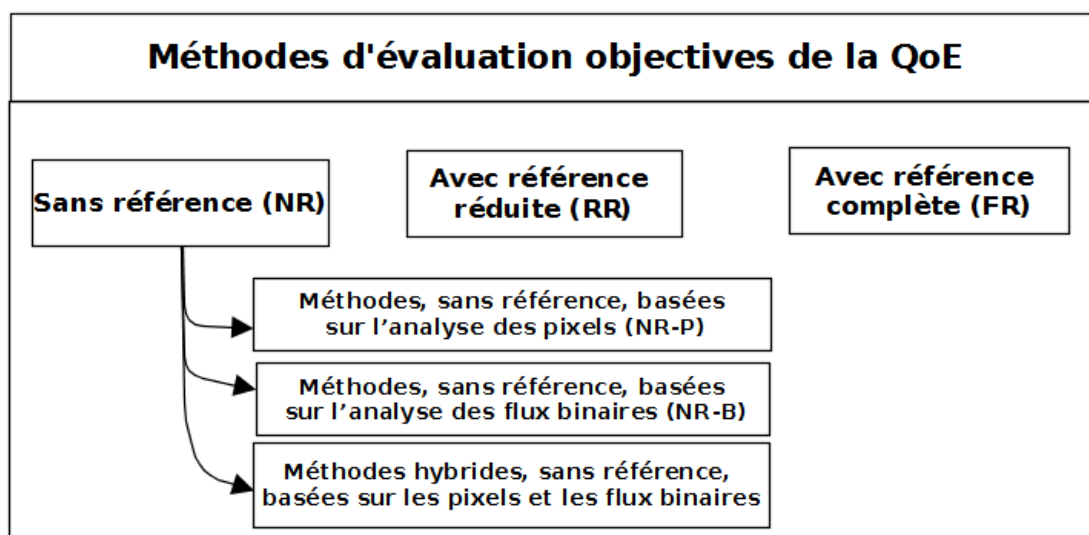 Méthodes d'évaluation objectives de la QoE
Sans référence (NR)
Avec référence
réduite (RR)
Avec référence
complète (FR)
Méthodes, sans référence, basées
sur l’analyse des pixels (NR-P)
Méthodes, sans référence, basées
sur l’analyse des flux binaires (NR-B)
Méthodes hybrides, sans référence,
basées sur les pixels et les flux binaires